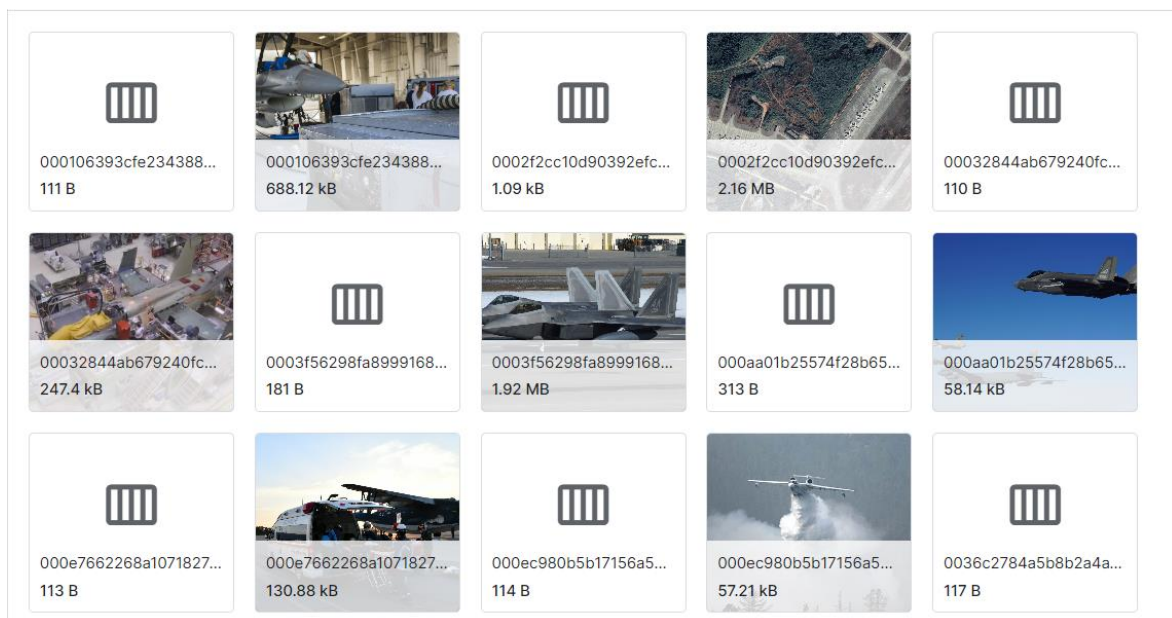 000106393cfe234388...
111 B
000106393cfe234388...
688.12 kB
0002f2cc10d90392efc...
1.09 kB
0002f2cc10d90392efc...
2.16 MB
00032844ab679240fc...
110 B
00032844ab679240fc...
247.4 kB
0003f56298fa8999168...
181 B
0003f56298fa8999168...
1.92 MB
000aa01b25574f28b65...
313 B
000aa01b25574f28b65...
58.14 kB
000e7662268a1071827...
113 B
000e7662268a1071827...
130.88 kB
000ec980b5b17156a5...
114 B
000ec980b5b17156a5...
57.21 kB
0036c2784a5b8b2a4a...
117 B